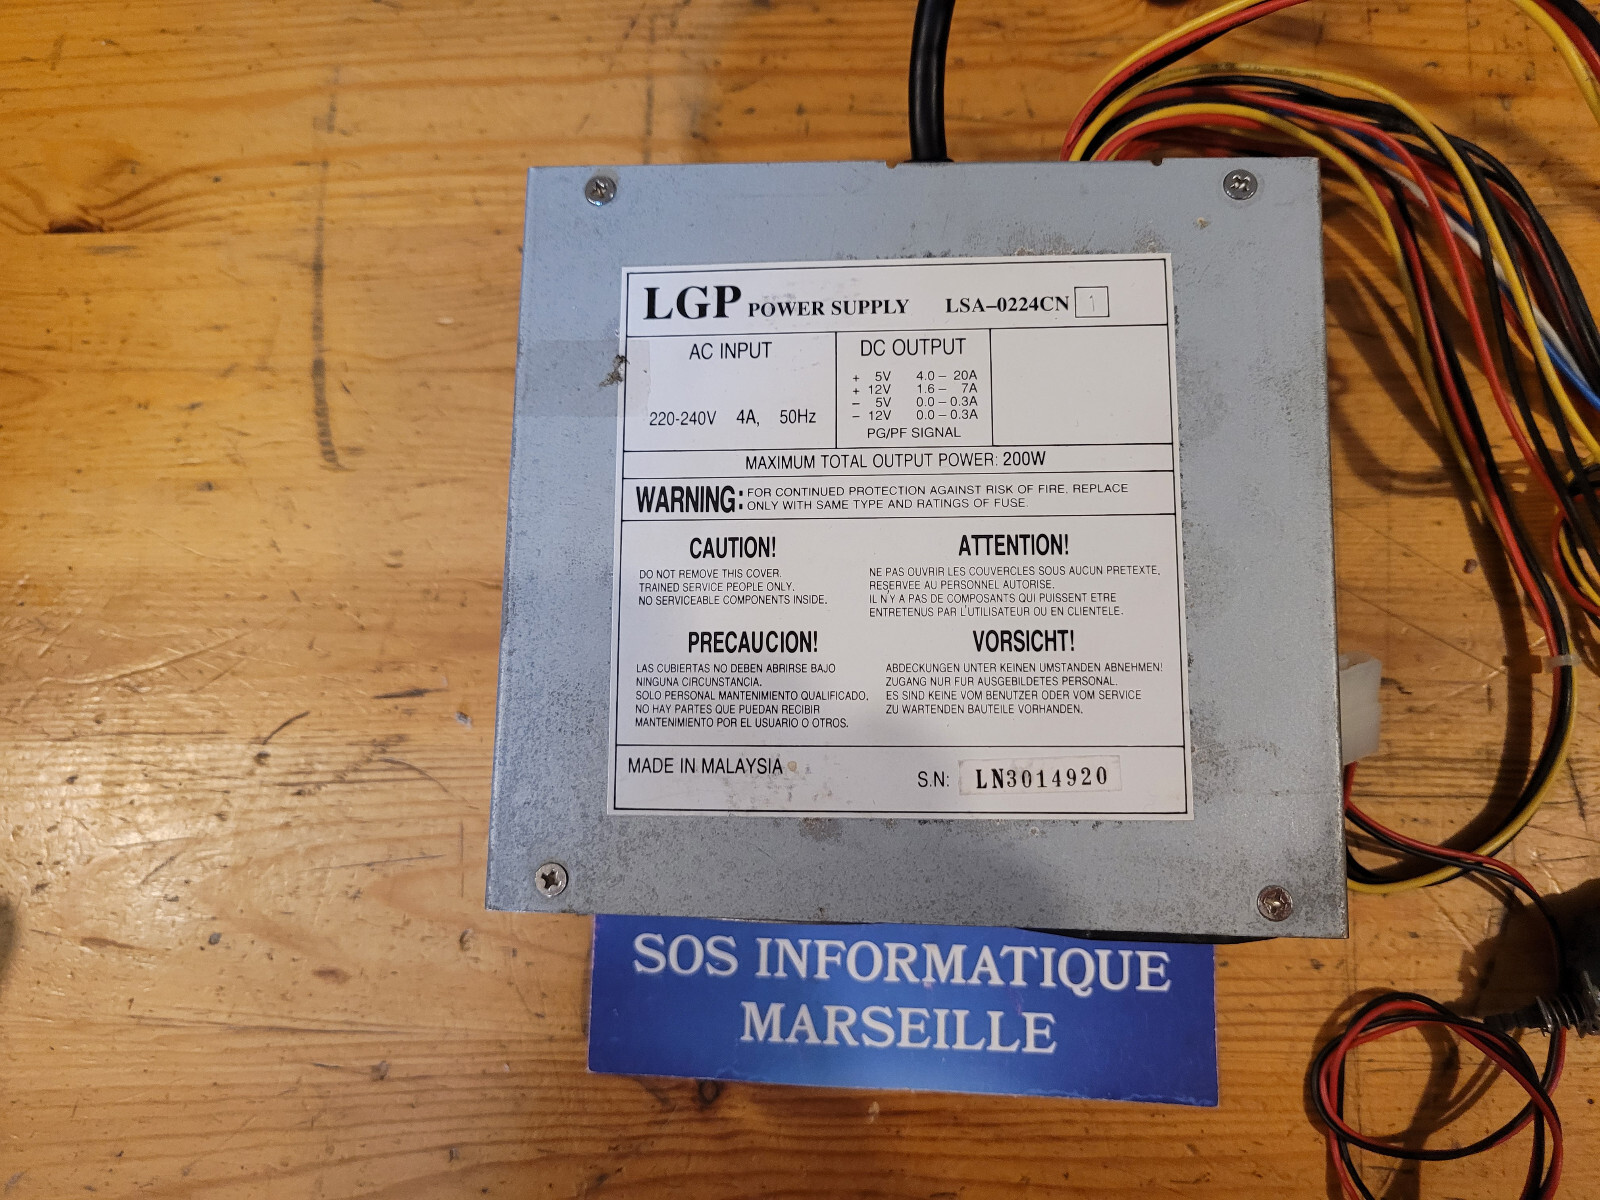 LGP POWER SUPPLY LSA-0224CN 1
AC INPUT
220-240V 4A, 50Hz
DC OUTPUT
+ 5V 4.0 - 20A
+ 12V 1.6 - 7A
- 5V 0.0 - 0.3A
- 12V 0.0 - 0.3A
PG/PF SIGNAL
MAXIMUM TOTAL OUTPUT POWER: 200W
WARNING: FOR CONTINUED PROTECTION AGAINST RISK OF FIRE, REPLACE
ONLY WITH SAME TYPE AND RATINGS OF FUSE.
CAUTION!
DO NOT REMOVE THIS COVER.
TRAINED SERVICE PEOPLE ONLY.
NO SERVICEABLE COMPONENTS INSIDE.
ATTENTION!
NE PAS OUVRIR LES COUVERCLES SOUS AUCUN PRETEXTE,
RESERVEE AU PERSONNEL AUTORISE.
IL N'Y A PAS DE COMPOSANTS QUI PUISSENT ETRE
ENTRETENUS PAR L'UTILISATEUR OU EN CLIENTELE.
PRECAUCION!
LAS CUBIERTAS NO DEBEN ABRIRSE BAJO
NINGUNA CIRCUNSTANCIA.
SOLO PERSONAL MANTENIMIENTO QUALIFICADO.
NO HAY PARTES QUE PUEDAN RECIBIR
MANTENIMIENTO POR EL USUARIO O OTROS.
VORSICHT!
ABDECKUNGEN UNTER KEINEN UMSTANDEN ABNEHMEN!
ZUGANG NUR FUR AUSGEBILDETES PERSONAL.
ES SIND KEINE VOM BENUTZER ODER VOM SERVICE
ZU WARTENDEN BAUTEILE VORHANDEN.
MADE IN MALAYSIA
S.N: LN3014920
SOS INFORMATIQUE
MARSEILLE